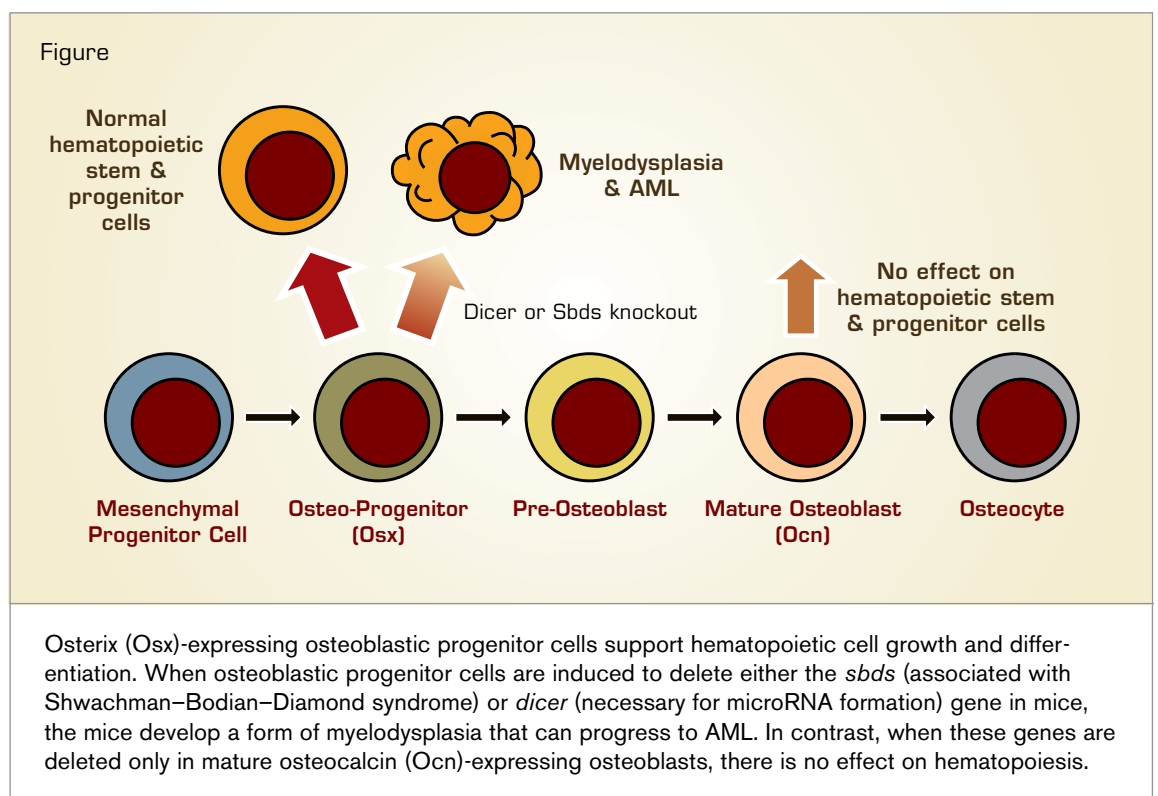 Figure
Normal
hematopoietic
stem &
progenitor
cells
Myelodysplasia
& AML
Dicer or Sbds knockout
No effect on
hematopoietic stem
& progenitor cells
Mesenchymal
Progenitor Cell
Osteo-Progenitor
(Osx)
Pre-Osteoblast
Mature Osteoblast
(Ocn)
Osteocyte
Osterix (Osx)-expressing osteoblastic progenitor cells support hematopoietic cell growth and differ-
entiation. When osteoblastic progenitor cells are induced to delete either the sbds (associated with
Shwachman–Bodian–Diamond syndrome) or dicer (necessary for microRNA formation) gene in mice,
the mice develop a form of myelodysplasia that can progress to AML. In contrast, when these genes are
deleted only in mature osteocalcin (Ocn)-expressing osteoblasts, there is no effect on hematopoiesis.